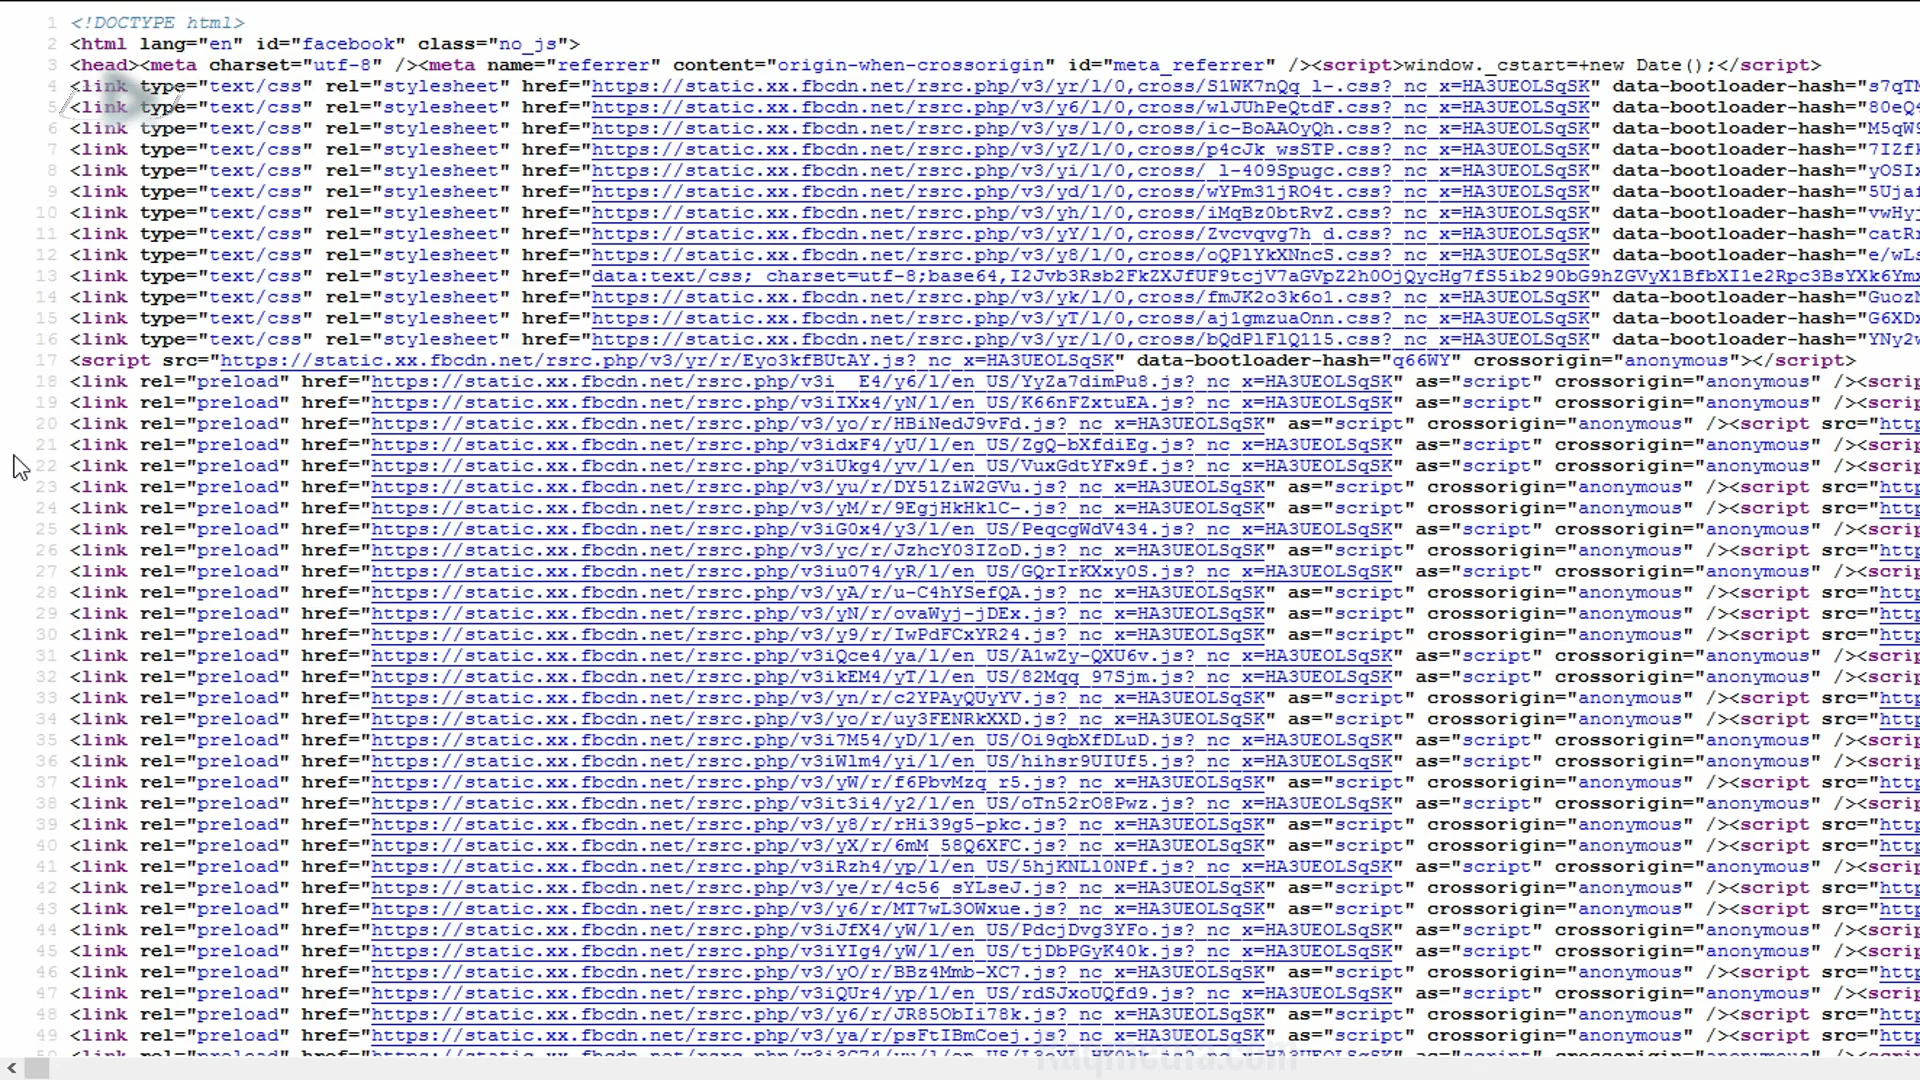 1 <!DOCTYPE html>
2 <html lang="en" id="facebook" class="no_js">
3 <head><meta charset="utf-8" /><meta name="referrer" content="origin-when-crossorigin" id="meta_referrer" /><script>window._cstart=+new Date();</script>
4 <link type="text/css" rel="stylesheet" href="https://static.xx.fbcdn.net/rsrc.php/v3/yr/l/0,cross/S1WK7nQq_l-.css?_nc_x=HA3UEOLSqSK" data-bootloader-hash="s7qTM
5 <link type="text/css" rel="stylesheet" href="https://static.xx.fbcdn.net/rsrc.php/v3/y6/l/0,cross/wlJUhPeQtdF.css?_nc_x=HA3UEOLSqSK" data-bootloader-hash="80eQ4
6 <link type="text/css" rel="stylesheet" href="https://static.xx.fbcdn.net/rsrc.php/v3/ys/l/0,cross/ic-BoAAOyQh.css?_nc_x=HA3UEOLSqSK" data-bootloader-hash="M5qW9
7 <link type="text/css" rel="stylesheet" href="https://static.xx.fbcdn.net/rsrc.php/v3/yZ/l/0,cross/p4cJk_wsSTP.css?_nc_x=HA3UEOLSqSK" data-bootloader-hash="7IZfk
8 <link type="text/css" rel="stylesheet" href="https://static.xx.fbcdn.net/rsrc.php/v3/yi/l/0,cross/_l-409Spugc.css?_nc_x=HA3UEOLSqSK" data-bootloader-hash="yOSIx
9 <link type="text/css" rel="stylesheet" href="https://static.xx.fbcdn.net/rsrc.php/v3/yd/l/0,cross/wYPm31jRO4t.css?_nc_x=HA3UEOLSqSK" data-bootloader-hash="5Ujaf
10 <link type="text/css" rel="stylesheet" href="https://static.xx.fbcdn.net/rsrc.php/v3/yh/l/0,cross/iMqBz0btRvZ.css?_nc_x=HA3UEOLSqSK" data-bootloader-hash="vwHyj
11 <link type="text/css" rel="stylesheet" href="https://static.xx.fbcdn.net/rsrc.php/v3/yY/l/0,cross/Zvcvqvg7h_d.css?_nc_x=HA3UEOLSqSK" data-bootloader-hash="catRr
12 <link type="text/css" rel="stylesheet" href="https://static.xx.fbcdn.net/rsrc.php/v3/y8/l/0,cross/oQPlYkXNncS.css?_nc_x=HA3UEOLSqSK" data-bootloader-hash="e/wLs
13 <link type="text/css" rel="stylesheet" href="data:text/css; charset=utf-8;base64,I2Jvb3Rsb2FkZXJfUF9tcjV7aGVpZ2h0OjQycHg7fS5ib290bG9hZGVyX1BfbXI1e2Rpc3BsYXk6Ymx
14 <link type="text/css" rel="stylesheet" href="https://static.xx.fbcdn.net/rsrc.php/v3/yk/l/0,cross/fmJK2o3k6o1.css?_nc_x=HA3UEOLSqSK" data-bootloader-hash="GuozN
15 <link type="text/css" rel="stylesheet" href="https://static.xx.fbcdn.net/rsrc.php/v3/yT/l/0,cross/aj1gmzuaOnn.css?_nc_x=HA3UEOLSqSK" data-bootloader-hash="G6XDx
16 <link type="text/css" rel="stylesheet" href="https://static.xx.fbcdn.net/rsrc.php/v3/yT/l/0,cross/bQdPlFlQ115.css?_nc_x=HA3UEOLSqSK" data-bootloader-hash="YNy2w
17 <script src="https://static.xx.fbcdn.net/rsrc.php/v3/yr/r/Eyo3kfBUtAY.js?_nc_x=HA3UEOLSqSK" data-bootloader-hash="q66WY" crossorigin="anonymous"></script>
18 <link rel="preload" href="https://static.xx.fbcdn.net/rsrc.php/v3i__E4/y6/l/en_US/YyZa7dimPu8.js?_nc_x=HA3UEOLSqSK" as="script" crossorigin="anonymous" /><scrip
19 <link rel="preload" href="https://static.xx.fbcdn.net/rsrc.php/v3iIXx4/yN/l/en_US/K66nFZxtuEA.js?_nc_x=HA3UEOLSqSK" as="script" crossorigin="anonymous" /><scrip
20 <link rel="preload" href="https://static.xx.fbcdn.net/rsrc.php/v3/yo/r/HBiNedJ9vFd.js?_nc_x=HA3UEOLSqSK" as="script" crossorigin="anonymous" /><script src="http
21 <link rel="preload" href="https://static.xx.fbcdn.net/rsrc.php/v3idxF4/yU/l/en_US/ZgQ-bXfdiEg.js?_nc_x=HA3UEOLSqSK" as="script" crossorigin="anonymous" /><scrip
22 <link rel="preload" href="https://static.xx.fbcdn.net/rsrc.php/v3iUkg4/yv/l/en_US/VuxGdtYFx9f.js?_nc_x=HA3UEOLSqSK" as="script" crossorigin="anonymous" /><scrip
23 <link rel="preload" href="https://static.xx.fbcdn.net/rsrc.php/v3/yu/r/DY51ZiW2GVu.js?_nc_x=HA3UEOLSqSK" as="script" crossorigin="anonymous" /><script src="http
24 <link rel="preload" href="https://static.xx.fbcdn.net/rsrc.php/v3/yM/r/9EgjHkHklC-.js?_nc_x=HA3UEOLSqSK" as="script" crossorigin="anonymous" /><script src="http
25 <link rel="preload" href="https://static.xx.fbcdn.net/rsrc.php/v3iG0x4/y3/l/en_US/PeqcgWdV434.js?_nc_x=HA3UEOLSqSK" as="script" crossorigin="anonymous" /><scrip
26 <link rel="preload" href="https://static.xx.fbcdn.net/rsrc.php/v3/yc/r/JzhcY03IZoD.js?_nc_x=HA3UEOLSqSK" as="script" crossorigin="anonymous" /><script src="http
27 <link rel="preload" href="https://static.xx.fbcdn.net/rsrc.php/v3iu074/yR/l/en_US/GQrIrKXxy0S.js?_nc_x=HA3UEOLSqSK" as="script" crossorigin="anonymous" /><scrip
28 <link rel="preload" href="https://static.xx.fbcdn.net/rsrc.php/v3/yA/r/u-C4hYSefQA.js?_nc_x=HA3UEOLSqSK" as="script" crossorigin="anonymous" /><script src="http
29 <link rel="preload" href="https://static.xx.fbcdn.net/rsrc.php/v3/yN/r/ovaWyj-jDEx.js?_nc_x=HA3UEOLSqSK" as="script" crossorigin="anonymous" /><script src="http
30 <link rel="preload" href="https://static.xx.fbcdn.net/rsrc.php/v3/y9/r/IwPdFCxYR24.js?_nc_x=HA3UEOLSqSK" as="script" crossorigin="anonymous" /><script src="http
31 <link rel="preload" href="https://static.xx.fbcdn.net/rsrc.php/v3iQce4/ya/l/en_US/A1wZy-QXU6v.js?_nc_x=HA3UEOLSqSK" as="script" crossorigin="anonymous" /><scrip
32 <link rel="preload" href="https://static.xx.fbcdn.net/rsrc.php/v3ikEM4/yT/l/en_US/82Mqq_97Sjm.js?_nc_x=HA3UEOLSqSK" as="script" crossorigin="anonymous" /><scrip
33 <link rel="preload" href="https://static.xx.fbcdn.net/rsrc.php/v3/yn/r/c2YPAyQUyYV.js?_nc_x=HA3UEOLSqSK" as="script" crossorigin="anonymous" /><script src="http
34 <link rel="preload" href="https://static.xx.fbcdn.net/rsrc.php/v3/yo/r/uy3FENRkXXD.js?_nc_x=HA3UEOLSqSK" as="script" crossorigin="anonymous" /><script src="http
35 <link rel="preload" href="https://static.xx.fbcdn.net/rsrc.php/v3i7M54/yD/l/en_US/Oi9qbXfDLuD.js?_nc_x=HA3UEOLSqSK" as="script" crossorigin="anonymous" /><scrip
36 <link rel="preload" href="https://static.xx.fbcdn.net/rsrc.php/v3iWlm4/yi/l/en_US/hihsr9UIUf5.js?_nc_x=HA3UEOLSqSK" as="script" crossorigin="anonymous" /><scrip
37 <link rel="preload" href="https://static.xx.fbcdn.net/rsrc.php/v3/yW/r/f6PbvMzq_r5.js?_nc_x=HA3UEOLSqSK" as="script" crossorigin="anonymous" /><script src="http
38 <link rel="preload" href="https://static.xx.fbcdn.net/rsrc.php/v3it3i4/y2/l/en_US/oTn52rO8Pwz.js?_nc_x=HA3UEOLSqSK" as="script" crossorigin="anonymous" /><scrip
39 <link rel="preload" href="https://static.xx.fbcdn.net/rsrc.php/v3/y8/r/rHi39g5-pkc.js?_nc_x=HA3UEOLSqSK" as="script" crossorigin="anonymous" /><script src="http
40 <link rel="preload" href="https://static.xx.fbcdn.net/rsrc.php/v3/yX/r/6mM_58Q6XFC.js?_nc_x=HA3UEOLSqSK" as="script" crossorigin="anonymous" /><script src="http
41 <link rel="preload" href="https://static.xx.fbcdn.net/rsrc.php/v3iRzh4/yp/l/en_US/5hjKNLl0NPf.js?_nc_x=HA3UEOLSqSK" as="script" crossorigin="anonymous" /><scrip
42 <link rel="preload" href="https://static.xx.fbcdn.net/rsrc.php/v3/ye/r/4c56_sYLseJ.js?_nc_x=HA3UEOLSqSK" as="script" crossorigin="anonymous" /><script src="http
43 <link rel="preload" href="https://static.xx.fbcdn.net/rsrc.php/v3/y6/r/MT7wL3OWxue.js?_nc_x=HA3UEOLSqSK" as="script" crossorigin="anonymous" /><script src="http
44 <link rel="preload" href="https://static.xx.fbcdn.net/rsrc.php/v3iJfX4/yW/l/en_US/PdcjDvg3YFo.js?_nc_x=HA3UEOLSqSK" as="script" crossorigin="anonymous" /><scrip
45 <link rel="preload" href="https://static.xx.fbcdn.net/rsrc.php/v3iYIg4/yW/l/en_US/tjDbPGyK40k.js?_nc_x=HA3UEOLSqSK" as="script" crossorigin="anonymous" /><scrip
46 <link rel="preload" href="https://static.xx.fbcdn.net/rsrc.php/v3/yO/r/BBz4Mmb-XC7.js?_nc_x=HA3UEOLSqSK" as="script" crossorigin="anonymous" /><script src="http
47 <link rel="preload" href="https://static.xx.fbcdn.net/rsrc.php/v3iQUr4/yp/l/en_US/rdSJxoUQfd9.js?_nc_x=HA3UEOLSqSK" as="script" crossorigin="anonymous" /><scrip
48 <link rel="preload" href="https://static.xx.fbcdn.net/rsrc.php/v3/y6/r/JR85ObIi78k.js?_nc_x=HA3UEOLSqSK" as="script" crossorigin="anonymous" /><script src="http
49 <link rel="preload" href="https://static.xx.fbcdn.net/rsrc.php/v3/ya/r/psFtIBmCoej.js?_nc_x=HA3UEOLSqSK" as="script" crossorigin="anonymous" /><script src="http